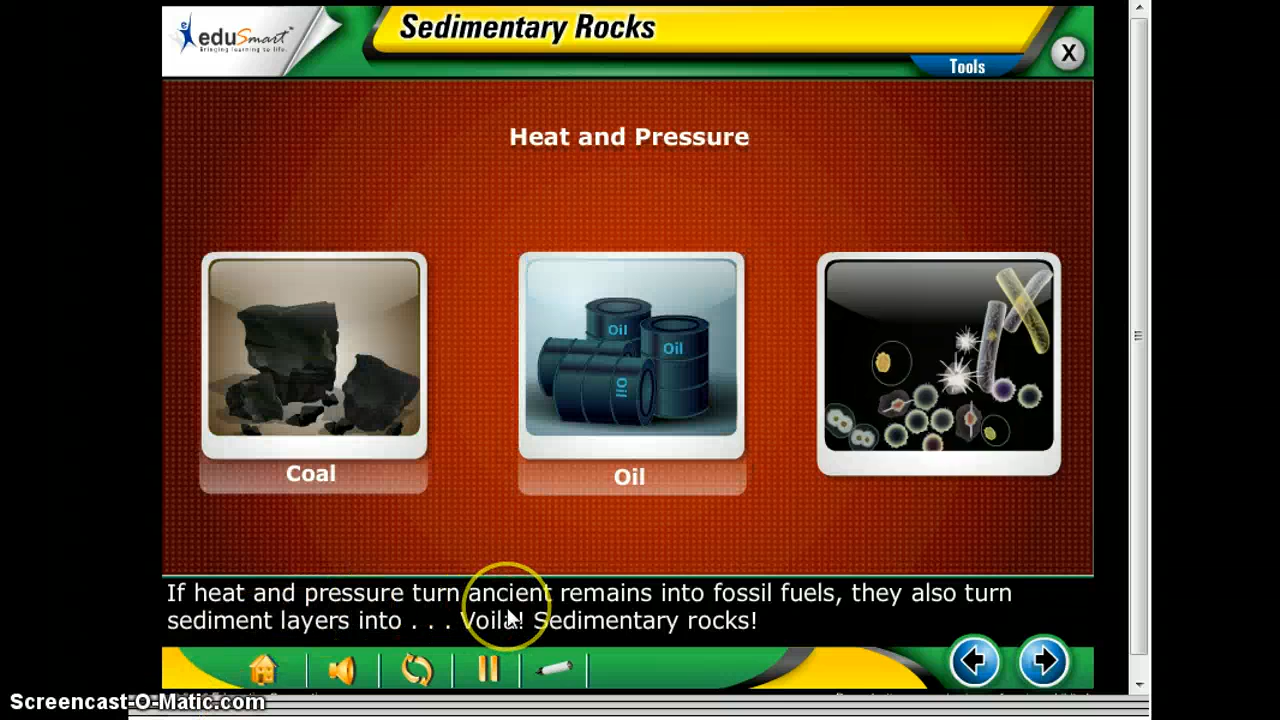 eduSmart™
Bringing learning to life.
Sedimentary Rocks
Tools
X
Heat and Pressure
Oil
Oil
Oil
Coal
Oil
If heat and pressure turn ancient remains into fossil fuels, they also turn
sediment layers into . . . Voila! Sedimentary rocks!
Screencast-O-Matic.com